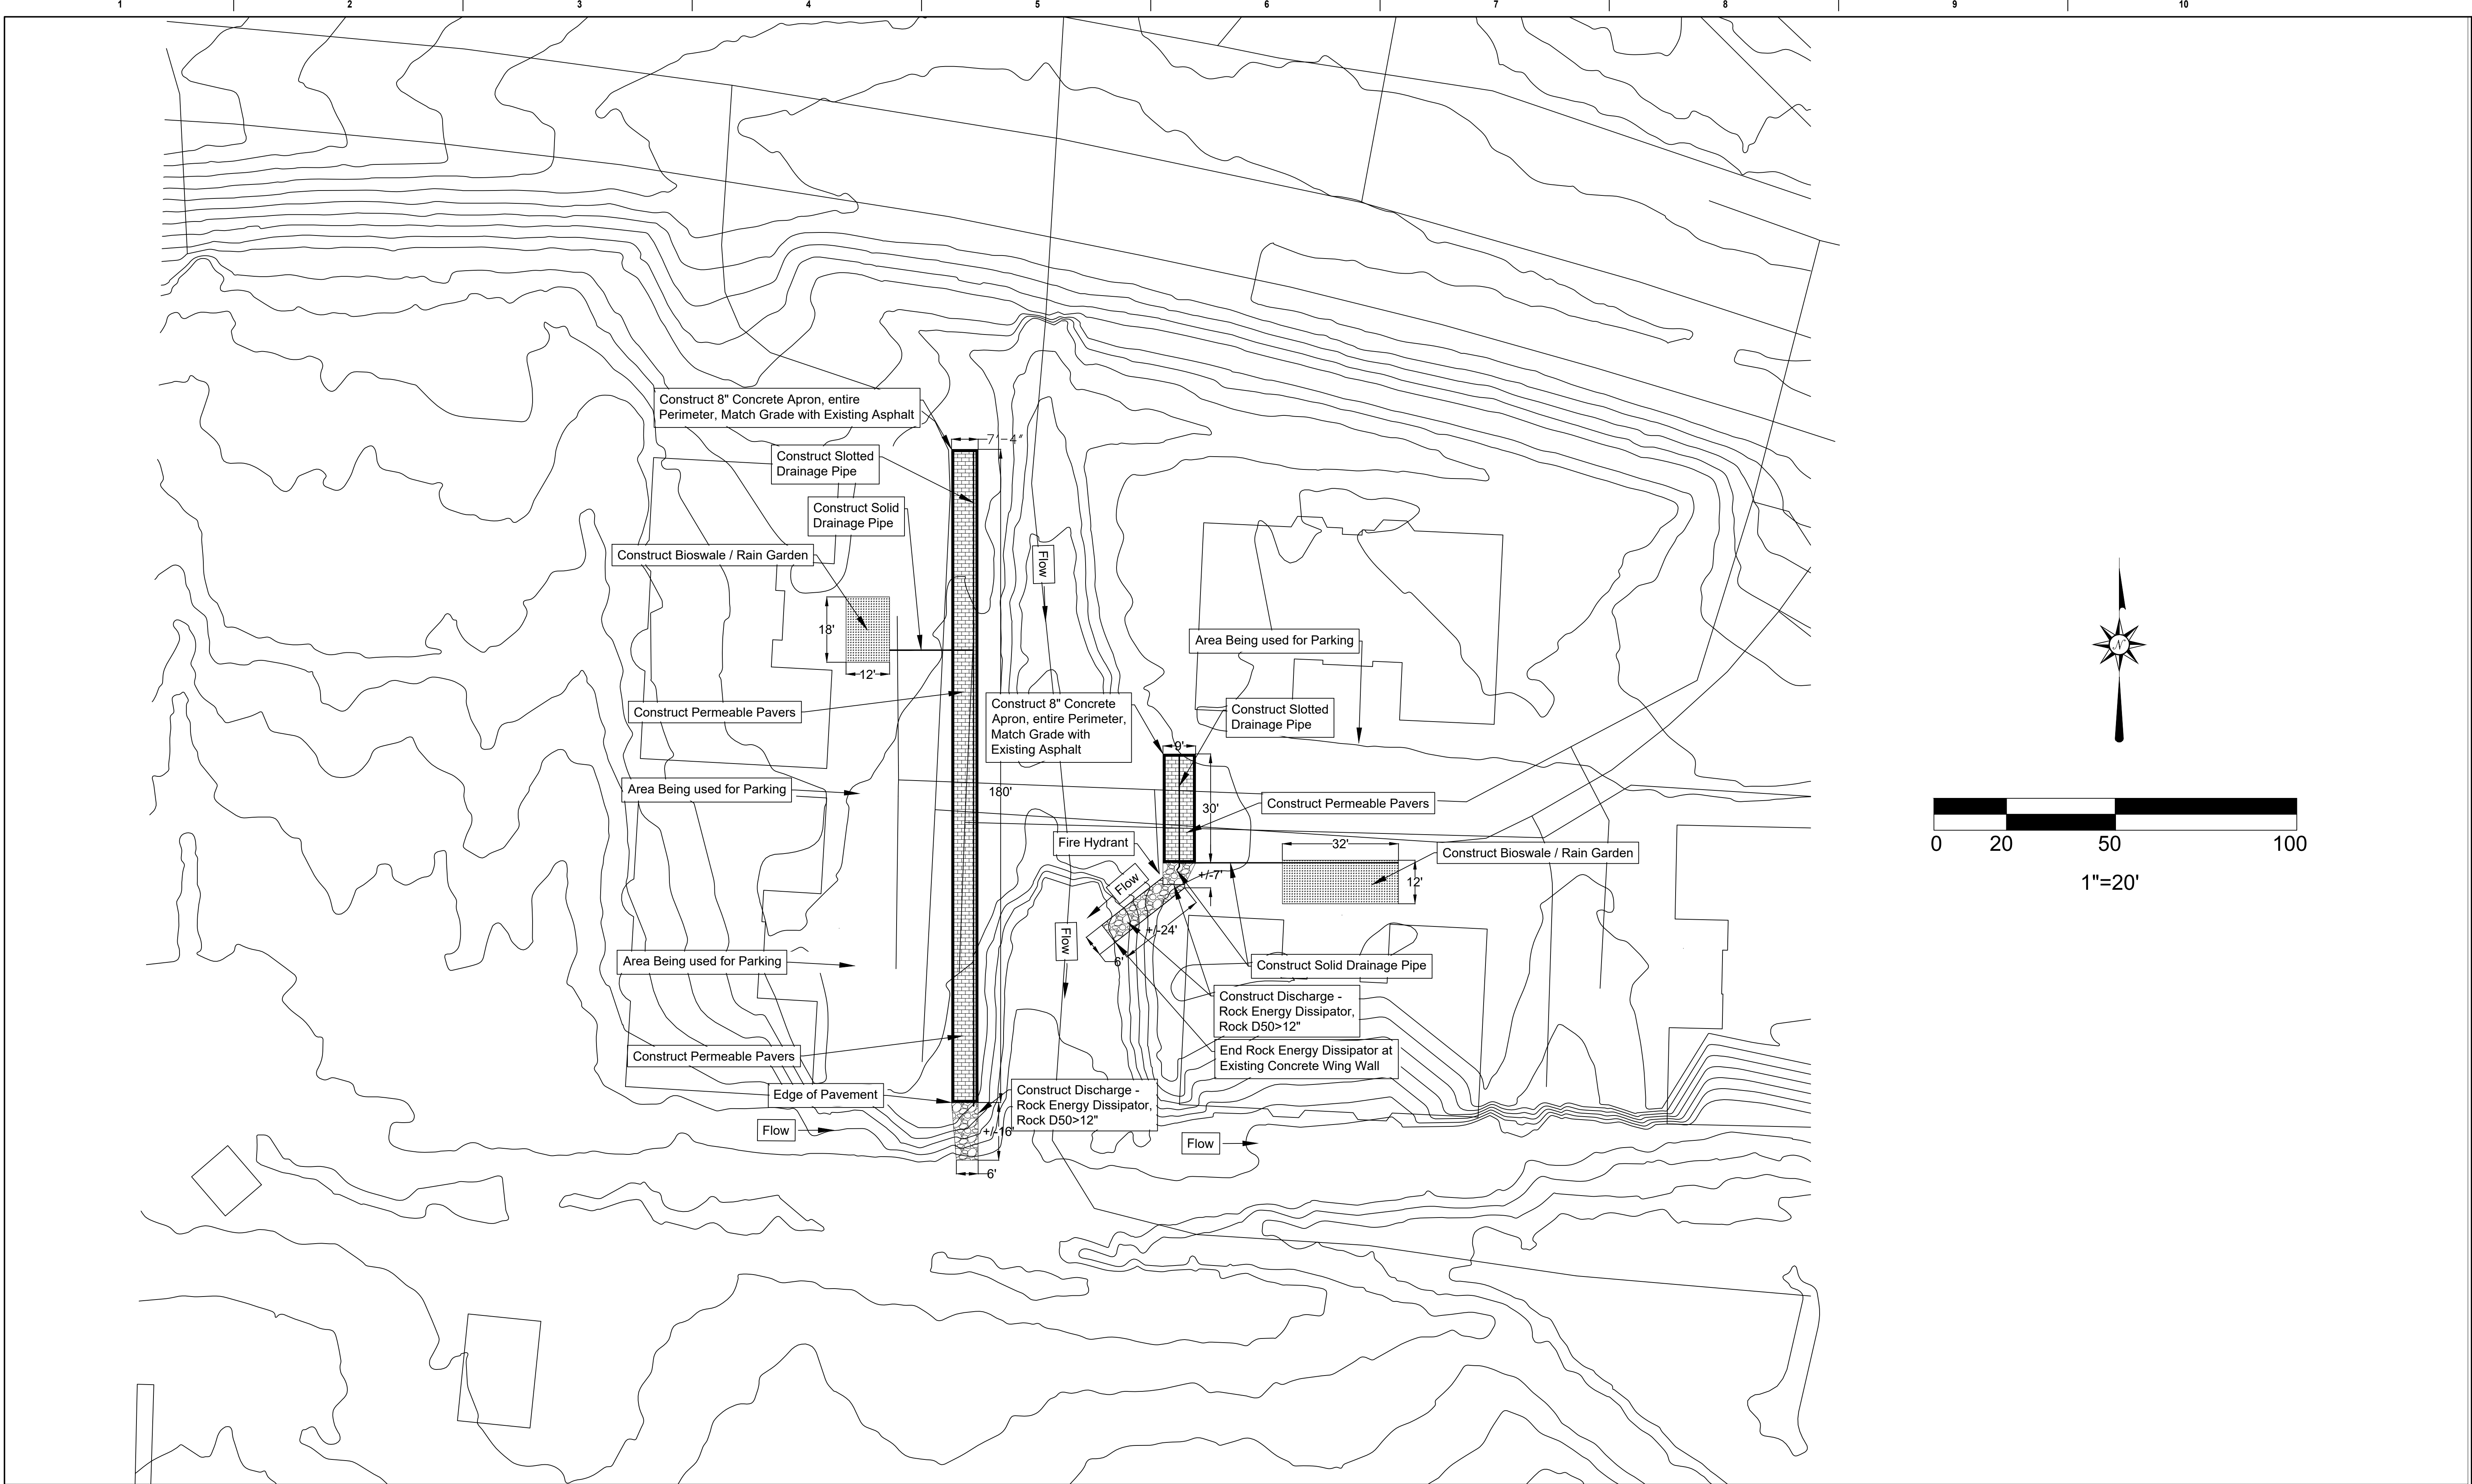 1 2 3 4 5 6 7 8 9 10
Construct 8" Concrete Apron, entire
Perimeter, Match Grade with Existing Asphalt
7'-4"
Construct Slotted
Drainage Pipe
Construct Solid
Drainage Pipe
Construct Bioswale / Rain Garden
Flow
18'
12'
Area Being used for Parking
Construct Permeable Pavers
Construct 8" Concrete
Apron, entire Perimeter,
Match Grade with
Existing Asphalt
Construct Slotted
Drainage Pipe
9'
Area Being used for Parking
180'
30'
Construct Permeable Pavers
Fire Hydrant
32'
Construct Bioswale / Rain Garden
Flow
+/-7'
12'
+/-24'
Flow
6'
Area Being used for Parking
Construct Solid Drainage Pipe
Construct Discharge -
Rock Energy Dissipator,
Rock D50>12"
Construct Permeable Pavers
End Rock Energy Dissipator at
Existing Concrete Wing Wall
Edge of Pavement
Construct Discharge -
Rock Energy Dissipator,
Rock D50>12"
Flow
+/-16'
Flow
6'
N
0 20 50 100
1"=20'